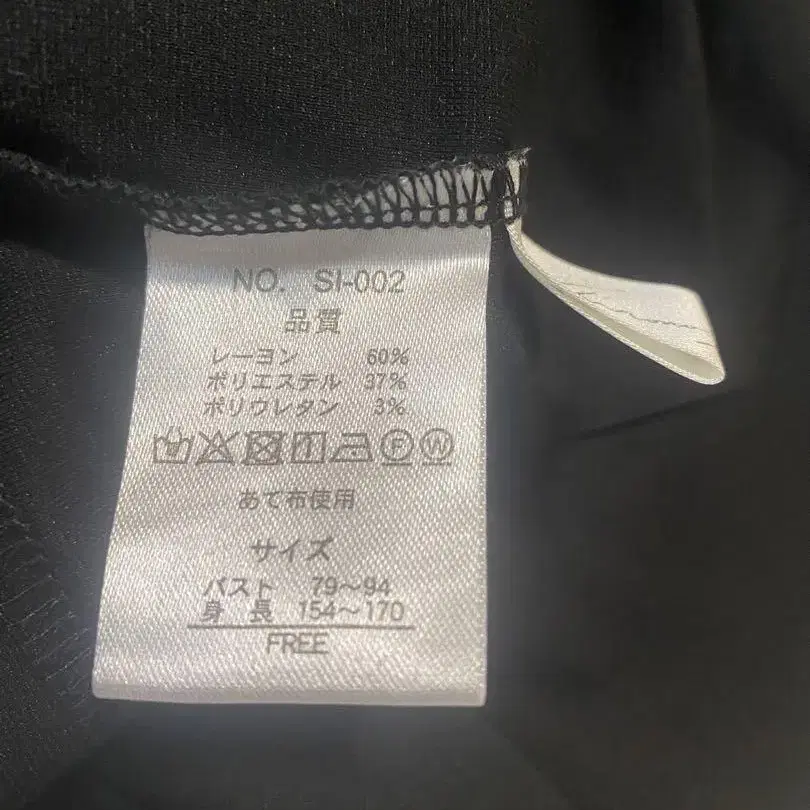 NO. SI-002
品質
レーヨン 60%
ポリエステル 37%
ポリウレタン 3%
あて布使用
サイズ
バスト 79～94
身長 154～170
FREE